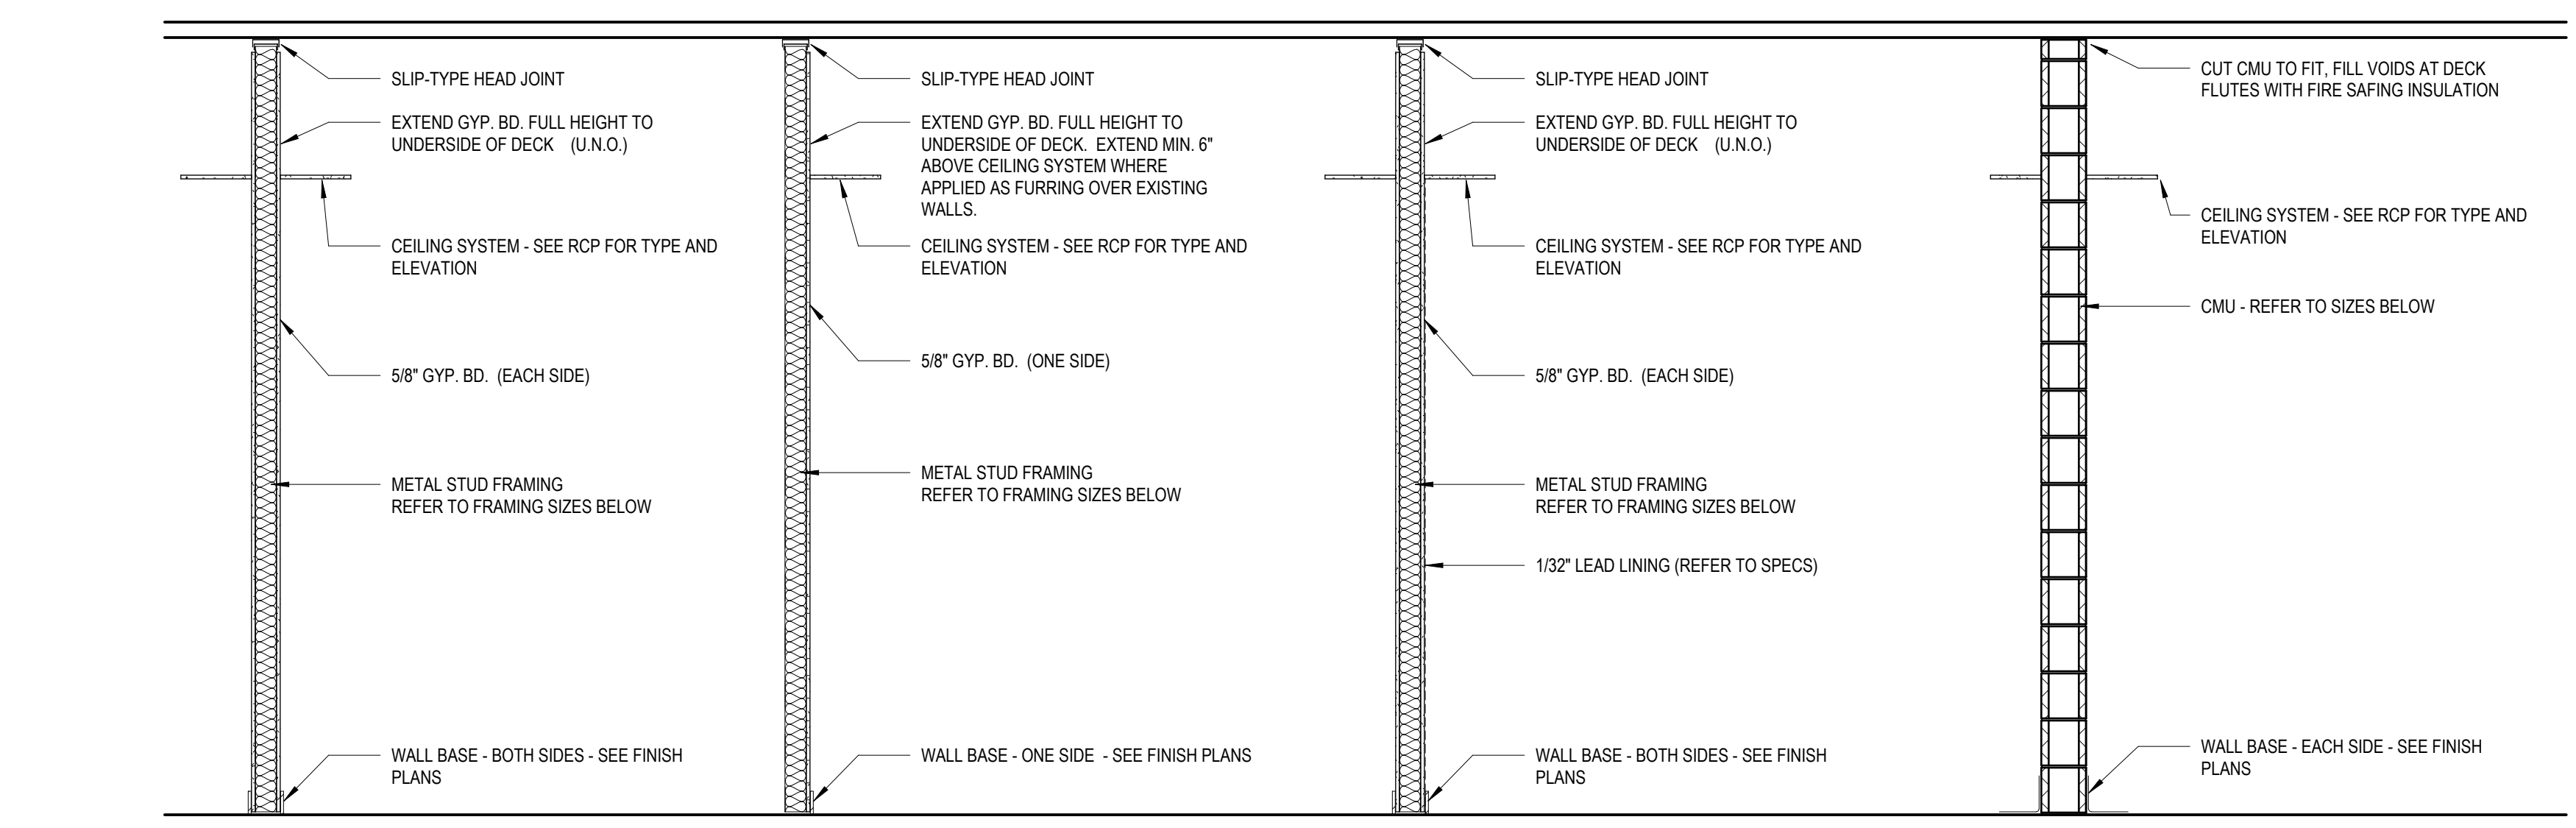 SLIP-TYPE HEAD JOINT
EXTEND GYP. BD. FULL HEIGHT TO
UNDERSIDE OF DECK (U.N.O.)
CEILING SYSTEM - SEE RCP FOR TYPE AND
ELEVATION
5/8" GYP. BD. (EACH SIDE)
METAL STUD FRAMING
REFER TO FRAMING SIZES BELOW
WALL BASE - BOTH SIDES - SEE FINISH
PLANS
SLIP-TYPE HEAD JOINT
EXTEND GYP. BD. FULL HEIGHT TO
UNDERSIDE OF DECK. EXTEND MIN. 6"
ABOVE CEILING SYSTEM WHERE
APPLIED AS FURRING OVER EXISTING
WALLS.
CEILING SYSTEM - SEE RCP FOR TYPE AND
ELEVATION
5/8" GYP. BD. (ONE SIDE)
METAL STUD FRAMING
REFER TO FRAMING SIZES BELOW
WALL BASE - ONE SIDE - SEE FINISH PLANS
SLIP-TYPE HEAD JOINT
EXTEND GYP. BD. FULL HEIGHT TO
UNDERSIDE OF DECK (U.N.O.)
CEILING SYSTEM - SEE RCP FOR TYPE AND
ELEVATION
5/8" GYP. BD. (EACH SIDE)
METAL STUD FRAMING
REFER TO FRAMING SIZES BELOW
1/32" LEAD LINING (REFER TO SPECS)
WALL BASE - BOTH SIDES - SEE FINISH
PLANS
CUT CMU TO FIT, FILL VOIDS AT DECK
FLUTES WITH FIRE SAFING INSULATION
CEILING SYSTEM - SEE RCP FOR TYPE AND
ELEVATION
CMU - REFER TO SIZES BELOW
WALL BASE - EACH SIDE - SEE FINISH
PLANS